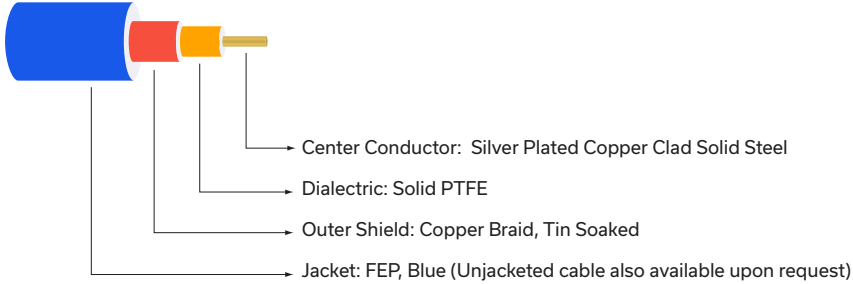 Center Conductor: Silver Plated Copper Clad Solid Steel
Dialectric: Solid PTFE
Outer Shield: Copper Braid, Tin Soaked
Jacket: FEP, Blue (Unjacketed cable also available upon request)